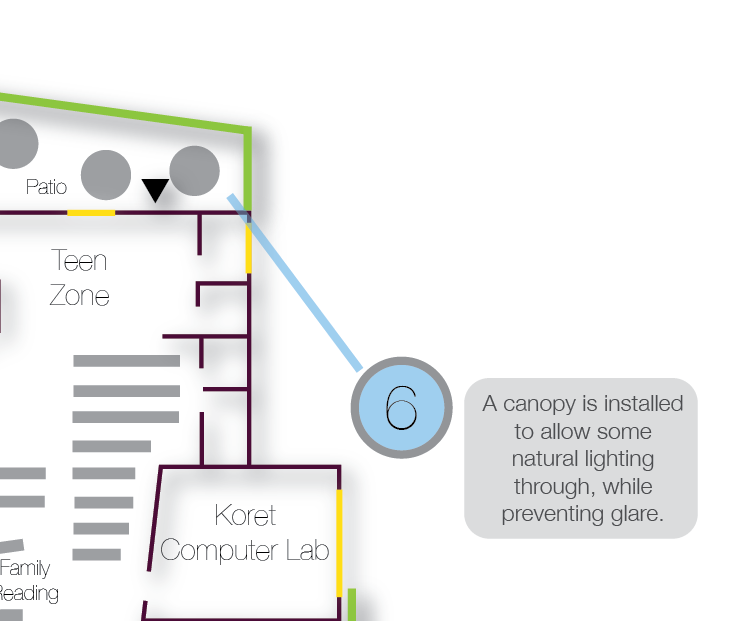 Patio
Teen
Zone
6
A canopy is installed
to allow some
natural lighting
through, while
preventing glare.
Koret
Computer Lab
Family
Reading